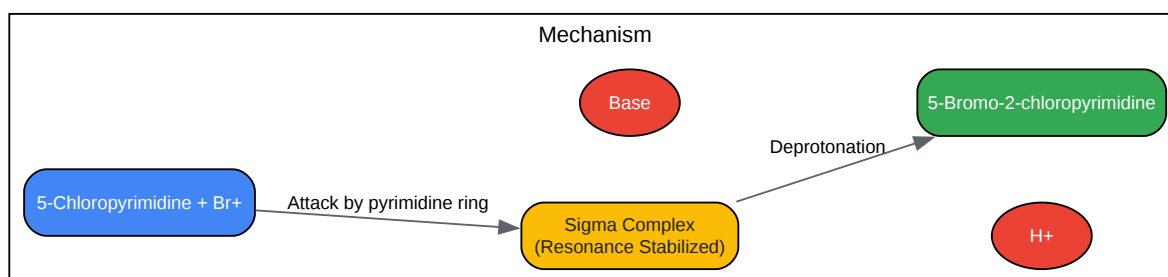 Mechanism
Base
5-Bromo-2-chloropyrimidine
Deprotonation
5-Chloropyrimidine + Br+
Attack by pyrimidine ring
Sigma Complex
(Resonance Stabilized)
H+